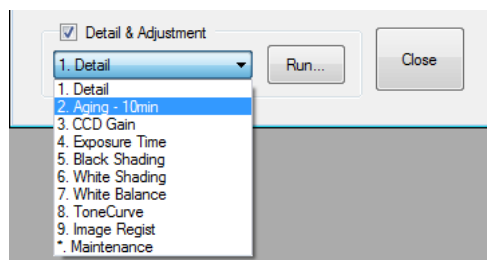 Detail & Adjustment
1. Detail
Run...
Close
1. Detail
2. Aging - 10min
3. CCD Gain
4. Exposure Time
5. Black Shading
6. White Shading
7. White Balance
8. ToneCurve
9. Image Regist
*. Maintenance